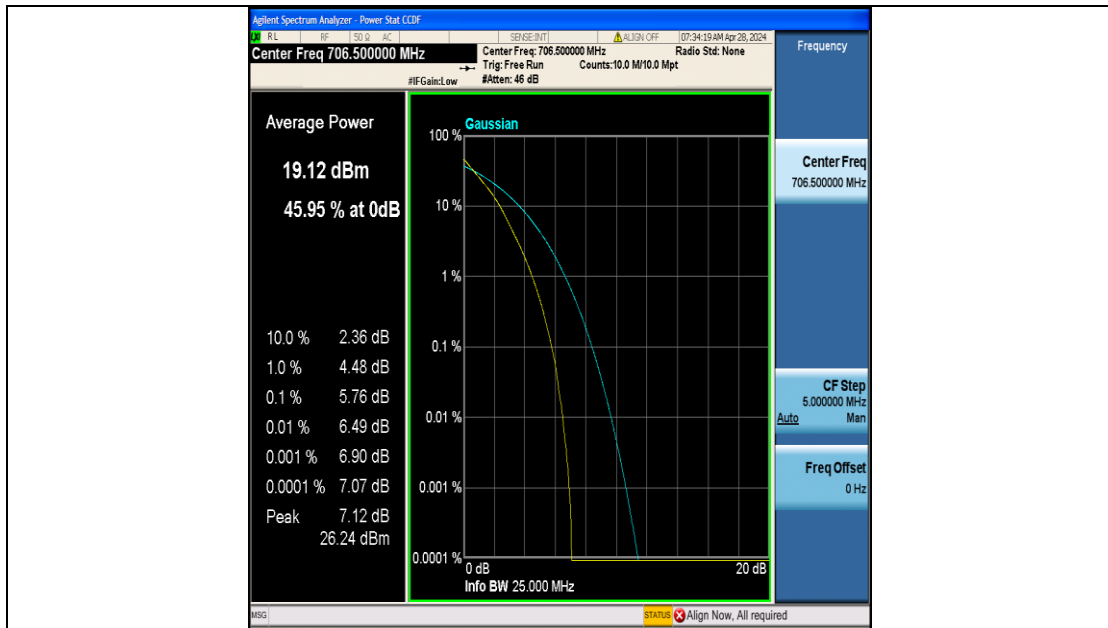 Agilent Spectrum Analyzer - Power Stat CCDF
LXI RL RF 50 Ω AC SENSE:INT ALIGN OFF 07:34:19 AM Apr 28, 2024
Center Freq 706.500000 MHz
Center Freq: 706.500000 MHz Radio Std: None
Trig: Free Run Counts:10.0 M/10.0 Mpt
#IFGain:Low #Atten: 46 dB
Frequency
Average Power
19.12 dBm
45.95 % at 0dB
10.0 % 2.36 dB
1.0 % 4.48 dB
0.1 % 5.76 dB
0.01 % 6.49 dB
0.001 % 6.90 dB
0.0001 % 7.07 dB
Peak 7.12 dB
26.24 dBm
Gaussian
100 %
10 %
1 %
0.1 %
0.01 %
0.001 %
0.0001 %
0 dB 20 dB
Info BW 25.000 MHz
Center Freq
706.500000 MHz
CF Step
5.000000 MHz
Auto Man
Freq Offset
0 Hz
MSG STATUS Align Now, All required